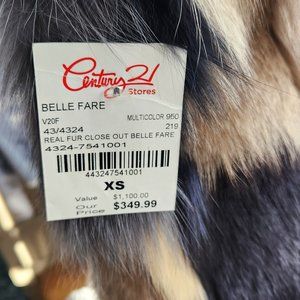 Century 21
Stores
BELLE FARE
V20F MULTICOLOR 950
43/4324 219
REAL FUR CLOSE OUT BELLE FARE
4324-7541001
443247541001
XS
Value $1,100.00
Our Price $349.99